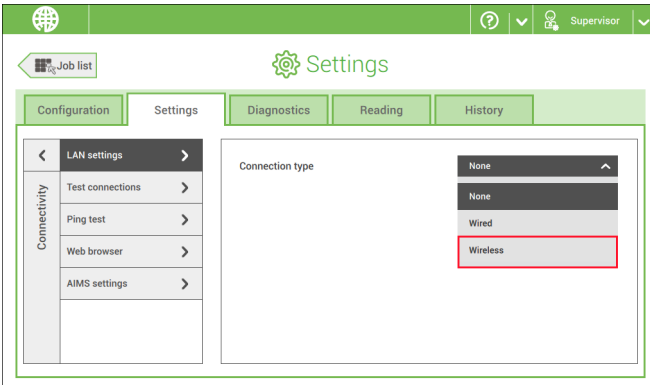 Supervisor
Job list
Settings
Configuration
Settings
Diagnostics
Reading
History
Connectivity
LAN settings
Test connections
Ping test
Web browser
AIMS settings
Connection type
None
None
Wired
Wireless